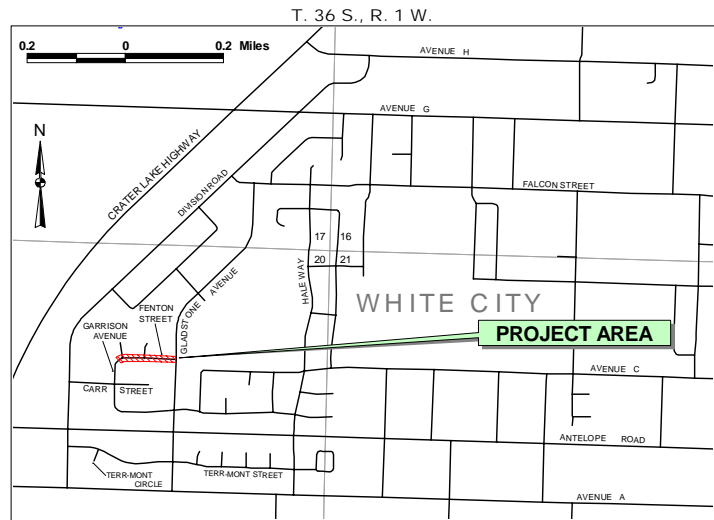 T. 36 S., R. 1 W.
0.2 0 0.2 Miles
AVENUE H
AVENUE G
N
CRATER LAKE HIGHWAY
DIVISION ROAD
FALCON STREET
17 16
20 21
HALE WAY
GLADSTONE AVENUE
WHITE CITY
FENTON
STREET
GARRISON
AVENUE
PROJECT AREA
AVENUE C
CARR STREET
ANTELOPE ROAD
TERR-MONT
CIRCLE
TERR-MONT STREET
AVENUE A